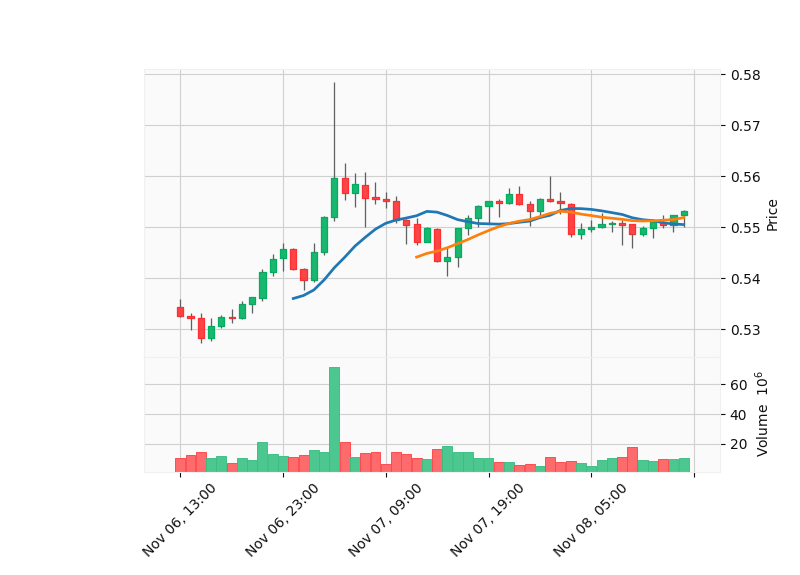 0.58
0.57
0.56
0.55
0.54
0.53
Price
60
40
20
Volume 10^6
Nov 06, 13:00
Nov 06, 23:00
Nov 07, 09:00
Nov 07, 19:00
Nov 08, 05:00